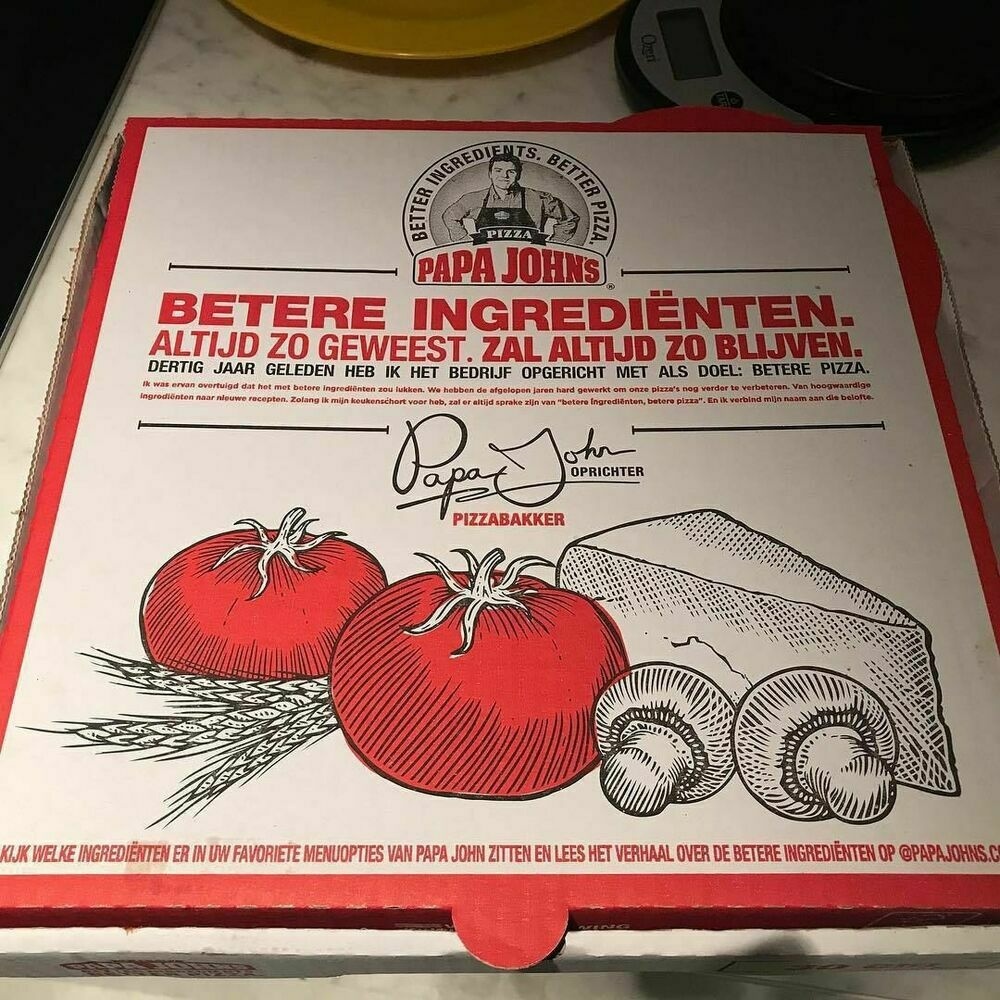 Ozeri
BETTER INGREDIENTS. BETTER PIZZA.
PIZZA
PAPA JOHN'S
®
BETERE INGREDIËNTEN.
ALTIJD ZO GEWEEST. ZAL ALTIJD ZO BLIJVEN.
DERTIG JAAR GELEDEN HEB IK HET BEDRIJF OPGERICHT MET ALS DOEL: BETERE PIZZA.
Ik was ervan overtuigd dat het met betere ingrediënten zou lukken. We hebben de afgelopen jaren hard gewerkt om onze pizza's nog verder te verbeteren. Van hoogwaardige
ingrediënten naar nieuwe recepten. Zolang ik mijn keukenschort voor heb, zal er altijd sprake zijn van "betere ingrediënten, betere pizza". En ik verbind mijn naam aan die belofte.
Papa John
OPRICHTER
PIZZABAKKER
KIJK WELKE INGREDIËNTEN ER IN UW FAVORIETE MENUOPTIES VAN PAPA JOHN ZITTEN EN LEES HET VERHAAL OVER DE BETERE INGREDIËNTEN OP @PAPAJOHNS.CO